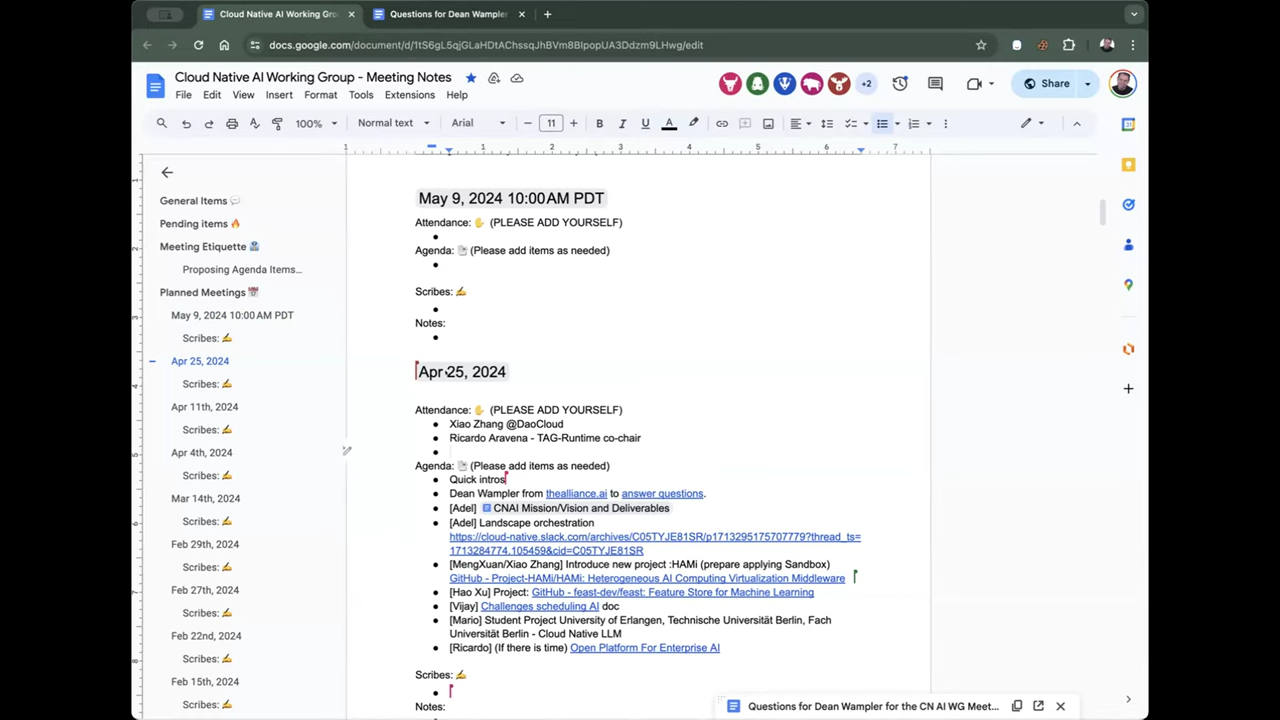 Cloud Native AI Working Gro
Questions for Dean Wampler
docs.google.com/document/d/1tS6gL5qjGLaHDtAChssqJhBVm8BlpopUA3Ddzm9LHwg/edit
Cloud Native AI Working Group - Meeting Notes
+2
Share
File Edit View Insert Format Tools Extensions Help
100% Normal text Arial 11
1 1 2 3 4 5 6 7
General Items 💬
Pending items 🔥
Meeting Etiquette
Proposing Agenda Items...
Planned Meetings 📅
May 9, 2024 10:00 AM PDT
Scribes: ✍
Apr 25, 2024
Scribes: ✍
Apr 11th, 2024
Scribes: ✍
Apr 4th, 2024
Scribes: ✍
Mar 14th, 2024
Scribes: ✍
Feb 29th, 2024
Scribes: ✍
Feb 27th, 2024
Scribes: ✍
Feb 22nd, 2024
Scribes: ✍
Feb 15th, 2024
Scribes: ✍
May 9, 2024 10:00 AM PDT
Attendance: ✋ (PLEASE ADD YOURSELF)
Agenda: (Please add items as needed)
Scribes: ✍
Notes:
Apr 25, 2024
Attendance: ✋ (PLEASE ADD YOURSELF)
Xiao Zhang @DaoCloud
Ricardo Aravena - TAG-Runtime co-chair
Agenda: (Please add items as needed)
Quick intros
Dean Wampler from thealliance.ai to answer questions.
[Adel] CNAI Mission/Vision and Deliverables
[Adel] Landscape orchestration
https://cloud-native.slack.com/archives/C05TYJE81SR/p1713295175707779?thread_ts=
1713284774.105459&cid=C05TYJE81SR
[MengXuan/Xiao Zhang] Introduce new project :HAMi (prepare applying Sandbox)
GitHub - Project-HAMi/HAMi: Heterogeneous AI Computing Virtualization Middleware
[Hao Xu] Project: GitHub - feast-dev/feast: Feature Store for Machine Learning
[Vijay] Challenges scheduling AI doc
[Mario] Student Project University of Erlangen, Technische Universität Berlin, Fach
Universität Berlin - Cloud Native LLM
[Ricardo] (If there is time) Open Platform For Enterprise AI
Scribes: ✍
Notes:
Questions for Dean Wampler for the CN AI WG Meet...